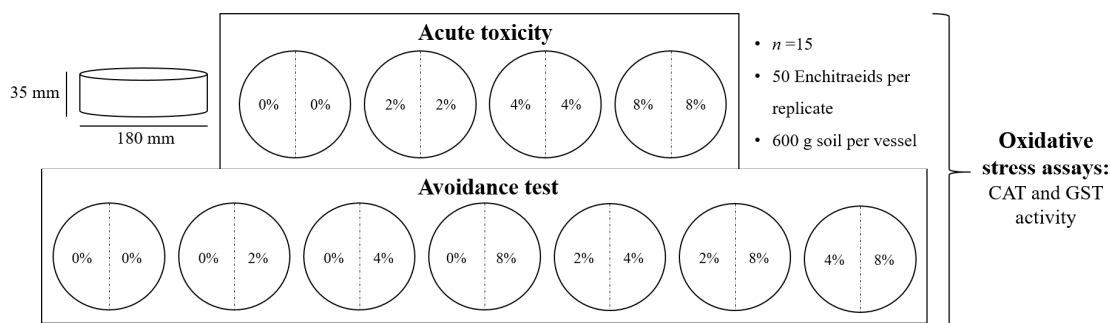 Acute toxicity
35 mm
180 mm
0% 0% 2% 2% 4% 4% 8% 8%
• n =15
• 50 Enchitraeids per
replicate
• 600 g soil per vessel
Avoidance test
0% 0% 0% 2% 0% 4% 0% 8% 2% 4% 2% 8% 4% 8%
Oxidative
stress assays:
CAT and GST
activity